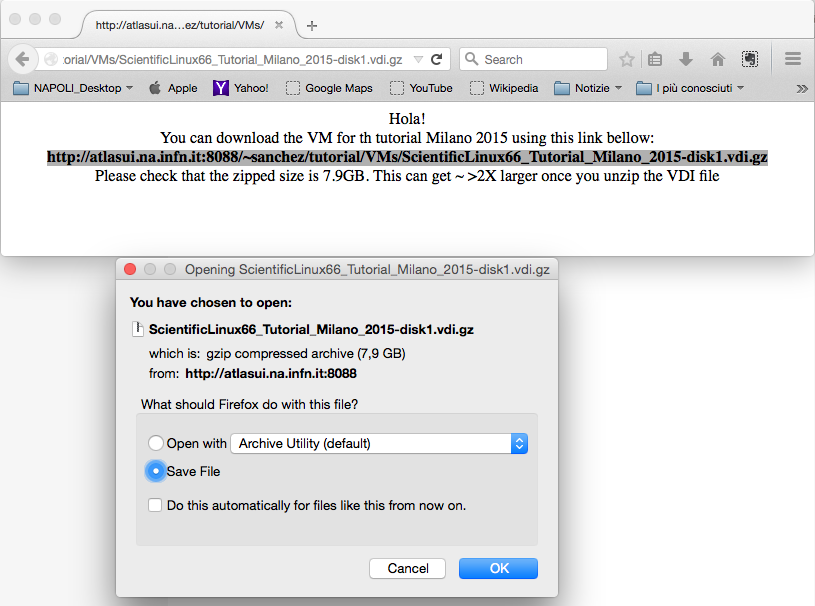 http://atlasui.na...ez/tutorial/VMs/
:orial/VMs/ScientificLinux66_Tutorial_Milano_2015-disk1.vdi.gz
Search
NAPOLI_Desktop
Apple
Yahoo!
Google Maps
YouTube
Wikipedia
Notizie
I più conosciuti
Hola!
You can download the VM for th tutorial Milano 2015 using this link bellow:
http://atlasui.na.infn.it:8088/~sanchez/tutorial/VMs/ScientificLinux66_Tutorial_Milano_2015-disk1.vdi.gz
Please check that the zipped size is 7.9GB. This can get ~ >2X larger once you unzip the VDI file
Opening ScientificLinux66_Tutorial_Milano_2015-disk1.vdi.gz
You have chosen to open:
ScientificLinux66_Tutorial_Milano_2015-disk1.vdi.gz
which is: gzip compressed archive (7,9 GB)
from: http://atlasui.na.infn.it:8088
What should Firefox do with this file?
Open with Archive Utility (default)
Save File
Do this automatically for files like this from now on.
Cancel
OK